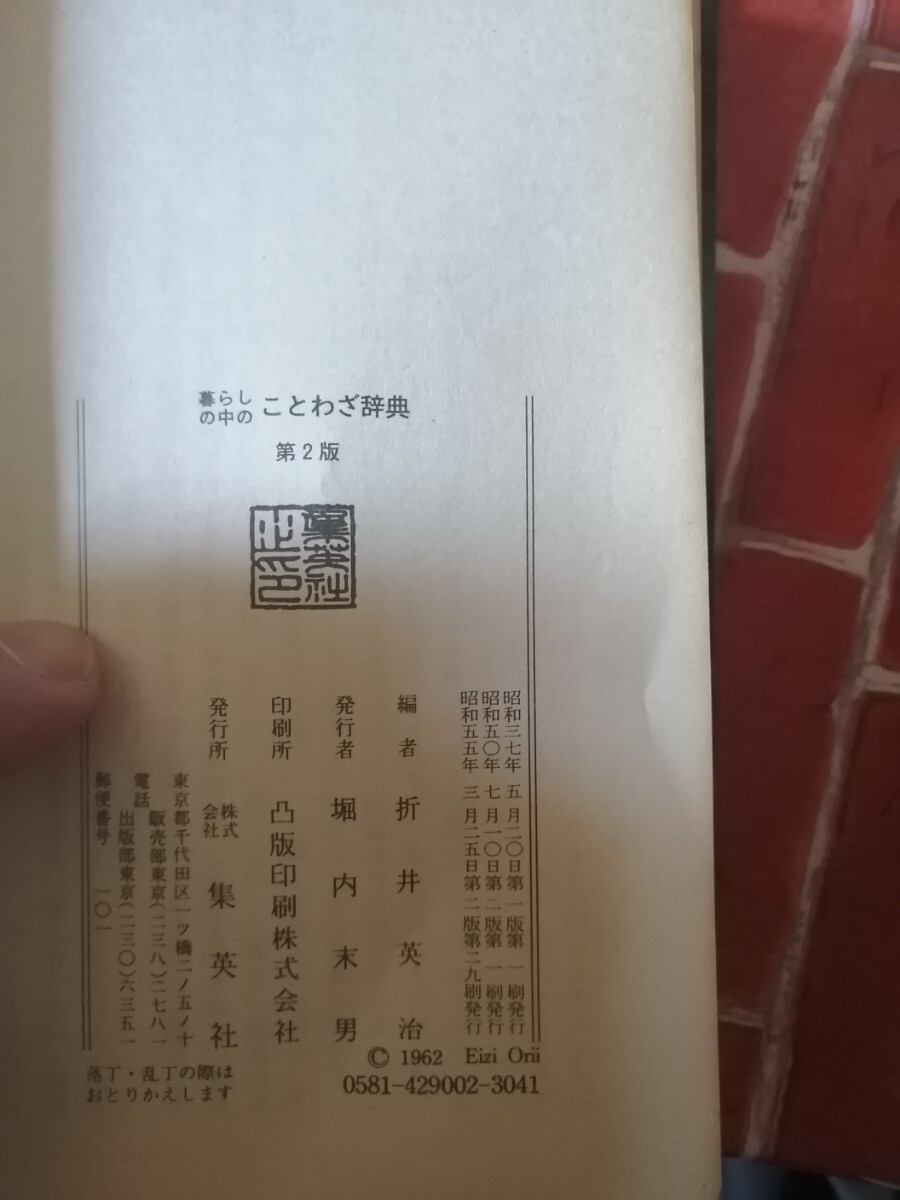 暮らし
の中の
ことわざ辞典
第2版
集英社
之印
昭和三七年 五 月二〇日第 一 版第 一 刷発行
昭和五〇年 七 月一〇日第 二 版第 一 刷発行
昭和五五年 三 月二五日第 二 版第二九刷発行
編者 折井英治
発行者 堀内末男
印刷所 凸版印刷株式会社
発行所 株式会社 集英社
東京都千代田区一ツ橋二ノ五ノ十
電話 販売部東京(二三八)二七八一
出版部東京(二三〇)六三五一
郵便番号 一〇一
© 1962 Eizi Orii
0581-429002-3041
落丁・乱丁の際は
おとりかえします